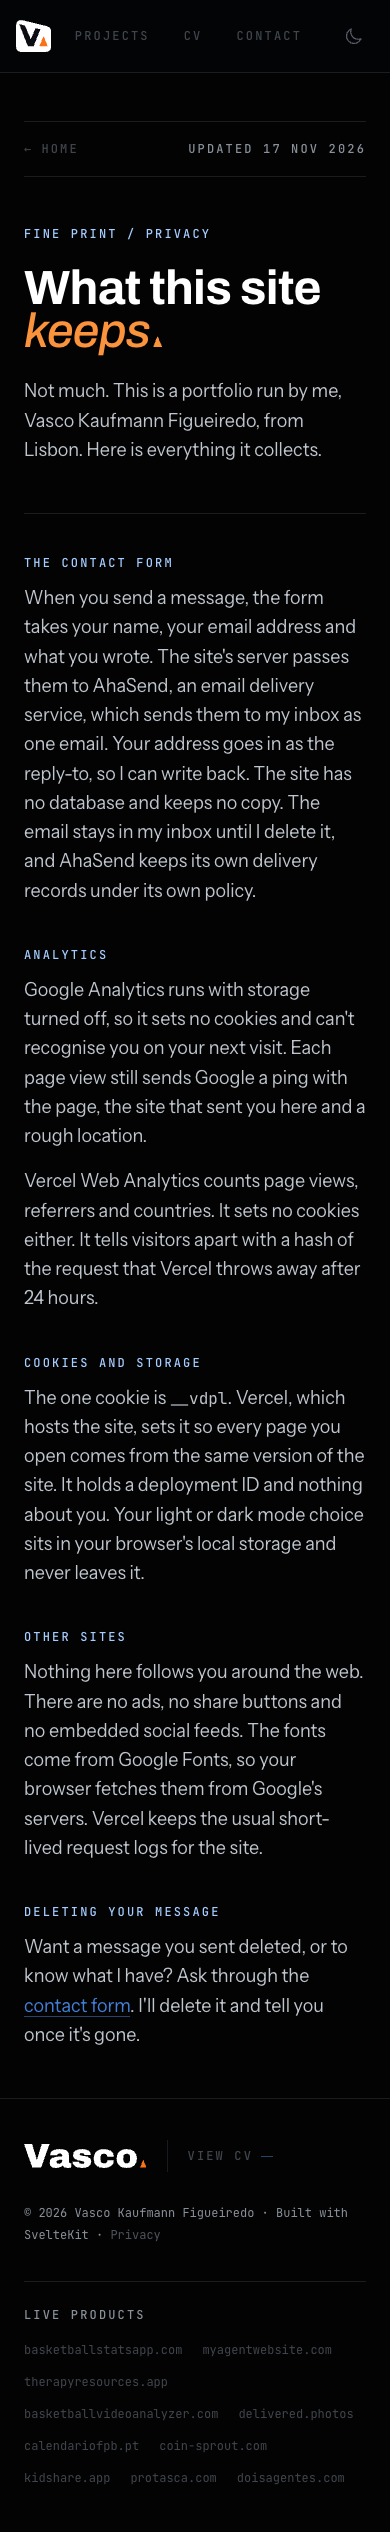 V
PROJECTS CV CONTACT
← HOME UPDATED 17 NOV 2026
FINE PRINT / PRIVACY
What this site
keeps
Not much. This is a portfolio run by me,
Vasco Kaufmann Figueiredo, from
Lisbon. Here is everything it collects.
THE CONTACT FORM
When you send a message, the form
takes your name, your email address and
what you wrote. The site's server passes
them to AhaSend, an email delivery
service, which sends them to my inbox as
one email. Your address goes in as the
reply-to, so I can write back. The site has
no database and keeps no copy. The
email stays in my inbox until I delete it,
and AhaSend keeps its own delivery
records under its own policy.
ANALYTICS
Google Analytics runs with storage
turned off, so it sets no cookies and can't
recognise you on your next visit. Each
page view still sends Google a ping with
the page, the site that sent you here and a
rough location.
Vercel Web Analytics counts page views,
referrers and countries. It sets no cookies
either. It tells visitors apart with a hash of
the request that Vercel throws away after
24 hours.
COOKIES AND STORAGE
The one cookie is __vdpl. Vercel, which
hosts the site, sets it so every page you
open comes from the same version of the
site. It holds a deployment ID and nothing
about you. Your light or dark mode choice
sits in your browser's local storage and
never leaves it.
OTHER SITES
Nothing here follows you around the web.
There are no ads, no share buttons and
no embedded social feeds. The fonts
come from Google Fonts, so your
browser fetches them from Google's
servers. Vercel keeps the usual short-
lived request logs for the site.
DELETING YOUR MESSAGE
Want a message you sent deleted, or to
know what I have? Ask through the
contact form. I'll delete it and tell you
once it's gone.
Vasco VIEW CV —
© 2026 Vasco Kaufmann Figueiredo · Built with
SvelteKit · Privacy
LIVE PRODUCTS
basketballstatsapp.com myagentwebsite.com
therapyresources.app
basketballvideoanalyzer.com delivered.photos
calendariofpb.pt coin-sprout.com
kidshare.app protasca.com doisagentes.com